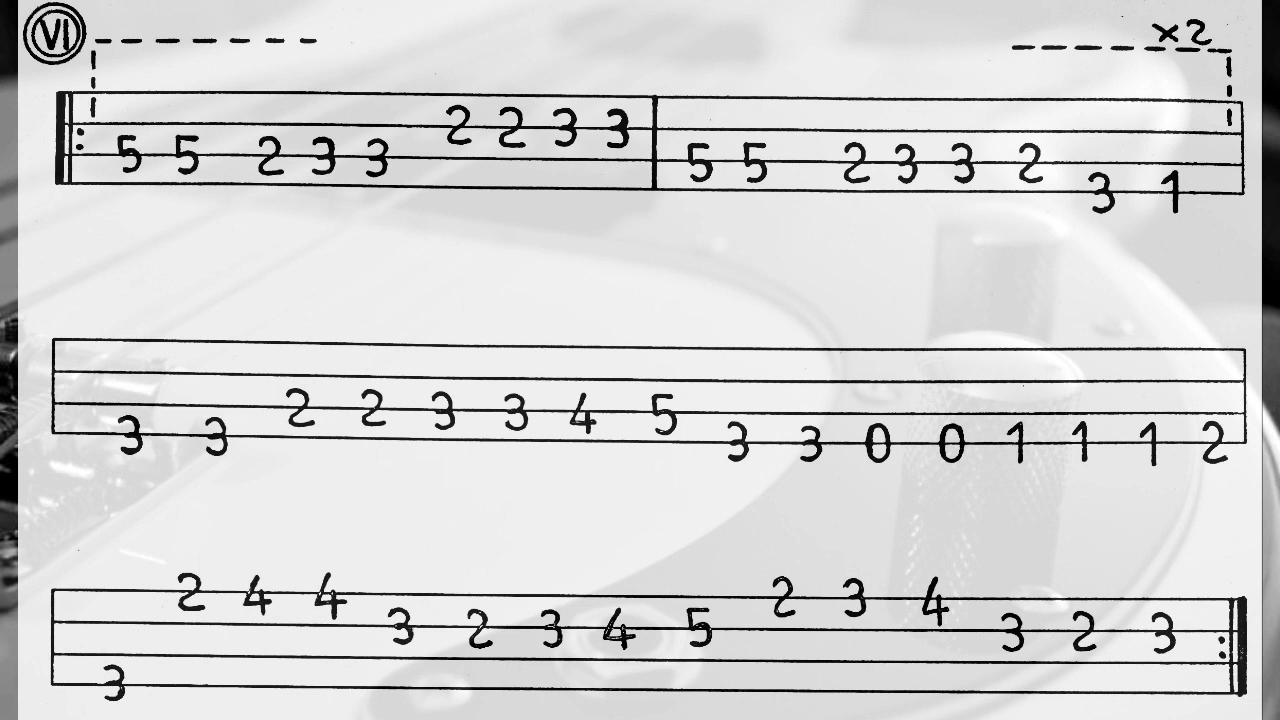 VI
×2
5 5 2 3 3 2 2 3 3 5 5 2 3 3 2 3 1
3 3 2 2 3 3 4 5 3 3 0 0 1 1 1 2
3 2 4 4 3 2 3 4 5 2 3 4 3 2 3